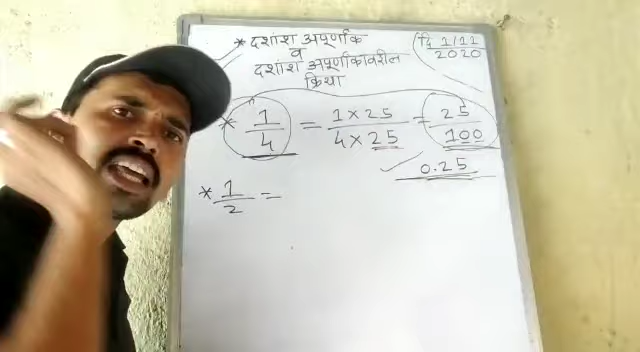 * दशांश अपूर्णांक
व
दशांश अपूर्णांकावरील
क्रिया
दि 1/12
2020
* 1/4 = 1×25/4×25 = 25/100
0.25
* 1/2 =